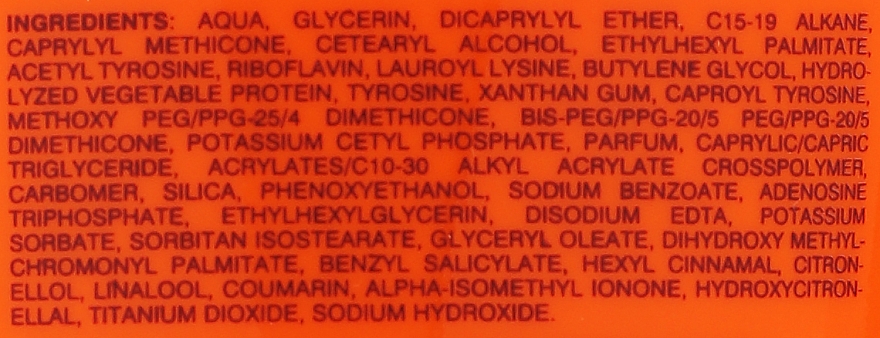 INGREDIENTS: AQUA, GLYCERIN, DICAPRYLYL ETHER, C15-19 ALKANE,
CAPRYLYL METHICONE, CETEARYL ALCOHOL, ETHYLHEXYL PALMITATE,
ACETYL TYROSINE, RIBOFLAVIN, LAUROYL LYSINE, BUTYLENE GLYCOL, HYDRO-
LYZED VEGETABLE PROTEIN, TYROSINE, XANTHAN GUM, CAPROYL TYROSINE,
METHOXY PEG/PPG-25/4 DIMETHICONE, BIS-PEG/PPG-20/5 PEG/PPG-20/5
DIMETHICONE, POTASSIUM CETYL PHOSPHATE, PARFUM, CAPRYLIC/CAPRIC
TRIGLYCERIDE, ACRYLATES/C10-30 ALKYL ACRYLATE CROSSPOLYMER,
CARBOMER, SILICA, PHENOXYETHANOL, SODIUM BENZOATE, ADENOSINE
TRIPHOSPHATE, ETHYLHEXYLGLYCERIN, DISODIUM EDTA, POTASSIUM
SORBATE, SORBITAN ISOSTEARATE, GLYCERYL OLEATE, DIHYDROXY METHYL-
CHROMONYL PALMITATE, BENZYL SALICYLATE, HEXYL CINNAMAL, CITRON-
ELLOL, LINALOOL, COUMARIN, ALPHA-ISOMETHYL IONONE, HYDROXYCITRON-
ELLAL, TITANIUM DIOXIDE, SODIUM HYDROXIDE.